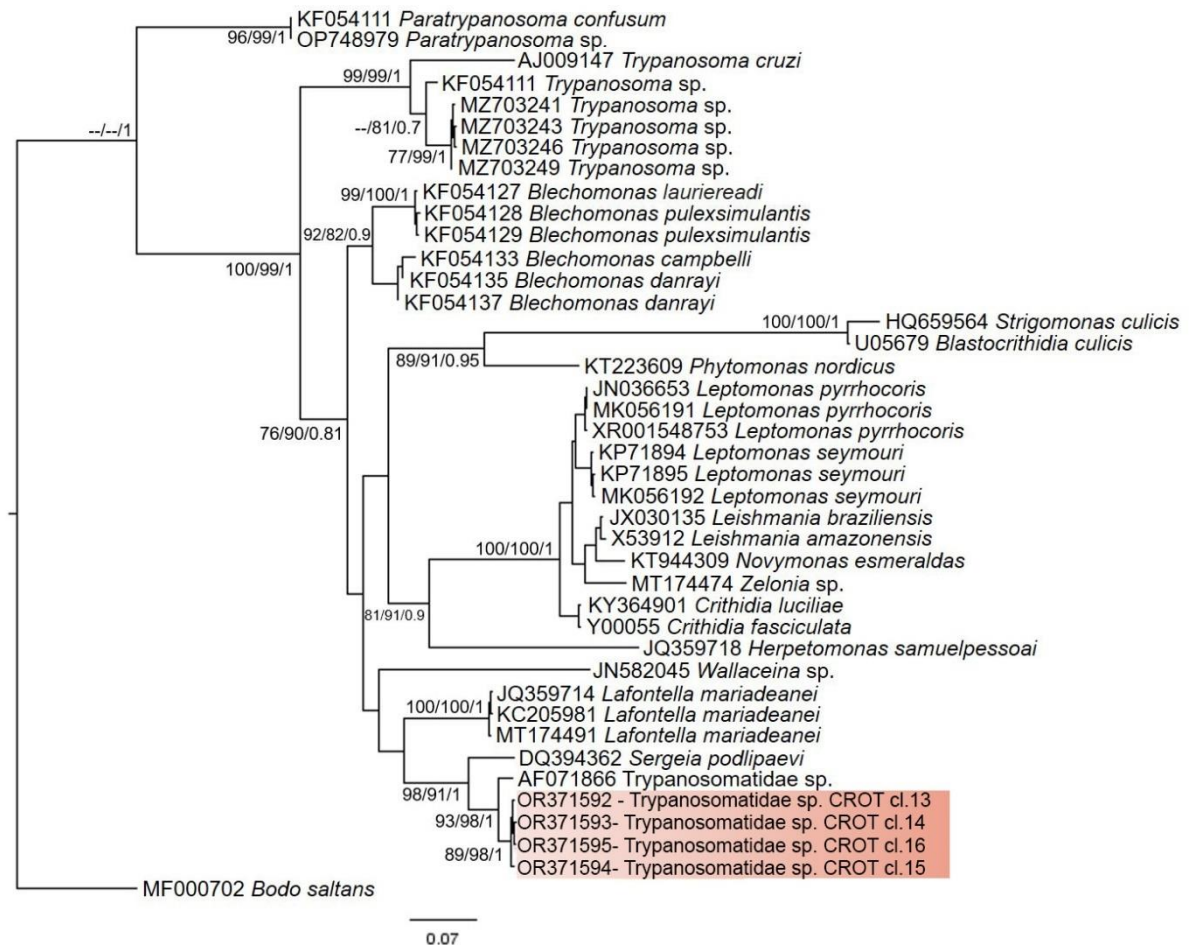 KF054111 Paratrypanosoma confusum
96/99/1
OP748979 Paratrypanosoma sp.
AJ009147 Trypanosoma cruzi
99/99/1
KF054111 Trypanosoma sp.
MZ703241 Trypanosoma sp.
--/--/1
--/81/0.7
MZ703243 Trypanosoma sp.
MZ703246 Trypanosoma sp.
77/99/1
MZ703249 Trypanosoma sp.
99/100/1
KF054127 Blechomonas lauriereadi
KF054128 Blechomonas pulexsimulantis
92/82/0.9
KF054129 Blechomonas pulexsimulantis
KF054133 Blechomonas campbelli
100/99/1
KF054135 Blechomonas danrayi
KF054137 Blechomonas danrayi
100/100/1
HQ659564 Strigomonas culicis
U05679 Blastocrithidia culicis
89/91/0.95
KT223609 Phytomonas nordicus
JN036653 Leptomonas pyrrhocoris
MK056191 Leptomonas pyrrhocoris
76/90/0.81
XR001548753 Leptomonas pyrrhocoris
KP71894 Leptomonas seymouri
KP71895 Leptomonas seymouri
MK056192 Leptomonas seymouri
JX030135 Leishmania braziliensis
X53912 Leishmania amazonensis
100/100/1
KT944309 Novymonas esmeraldas
MT174474 Zelonia sp.
KY364901 Crithidia luciliae
81/91/0.9
Y00055 Crithidia fasciculata
JQ359718 Herpetomonas samuelpessoai
JN582045 Wallaceina sp.
JQ359714 Lafontella mariadeanei
100/100/1
KC205981 Lafontella mariadeanei
MT174491 Lafontella mariadeanei
DQ394362 Sergeia podlipaevi
98/91/1
AF071866 Trypanosomatidae sp.
OR371592 - Trypanosomatidae sp. CROT cl.13
93/98/1
OR371593- Trypanosomatidae sp. CROT cl.14
OR371595- Trypanosomatidae sp. CROT cl.16
89/98/1
OR371594- Trypanosomatidae sp. CROT cl.15
MF000702 Bodo saltans
0.07